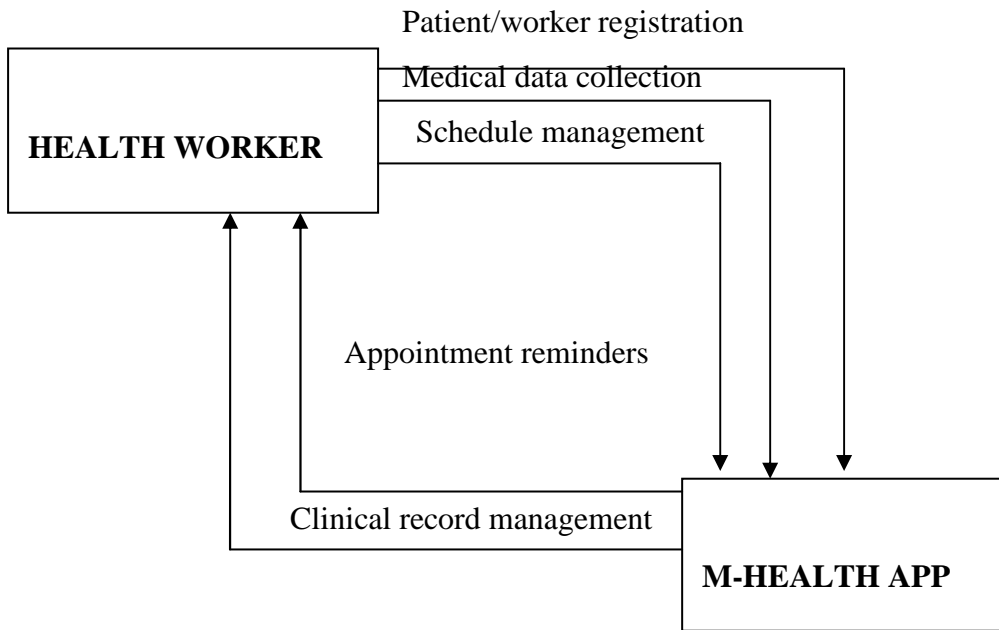 Patient/worker registration
Medical data collection
Schedule management
HEALTH WORKER
Appointment reminders
Clinical record management
M-HEALTH APP